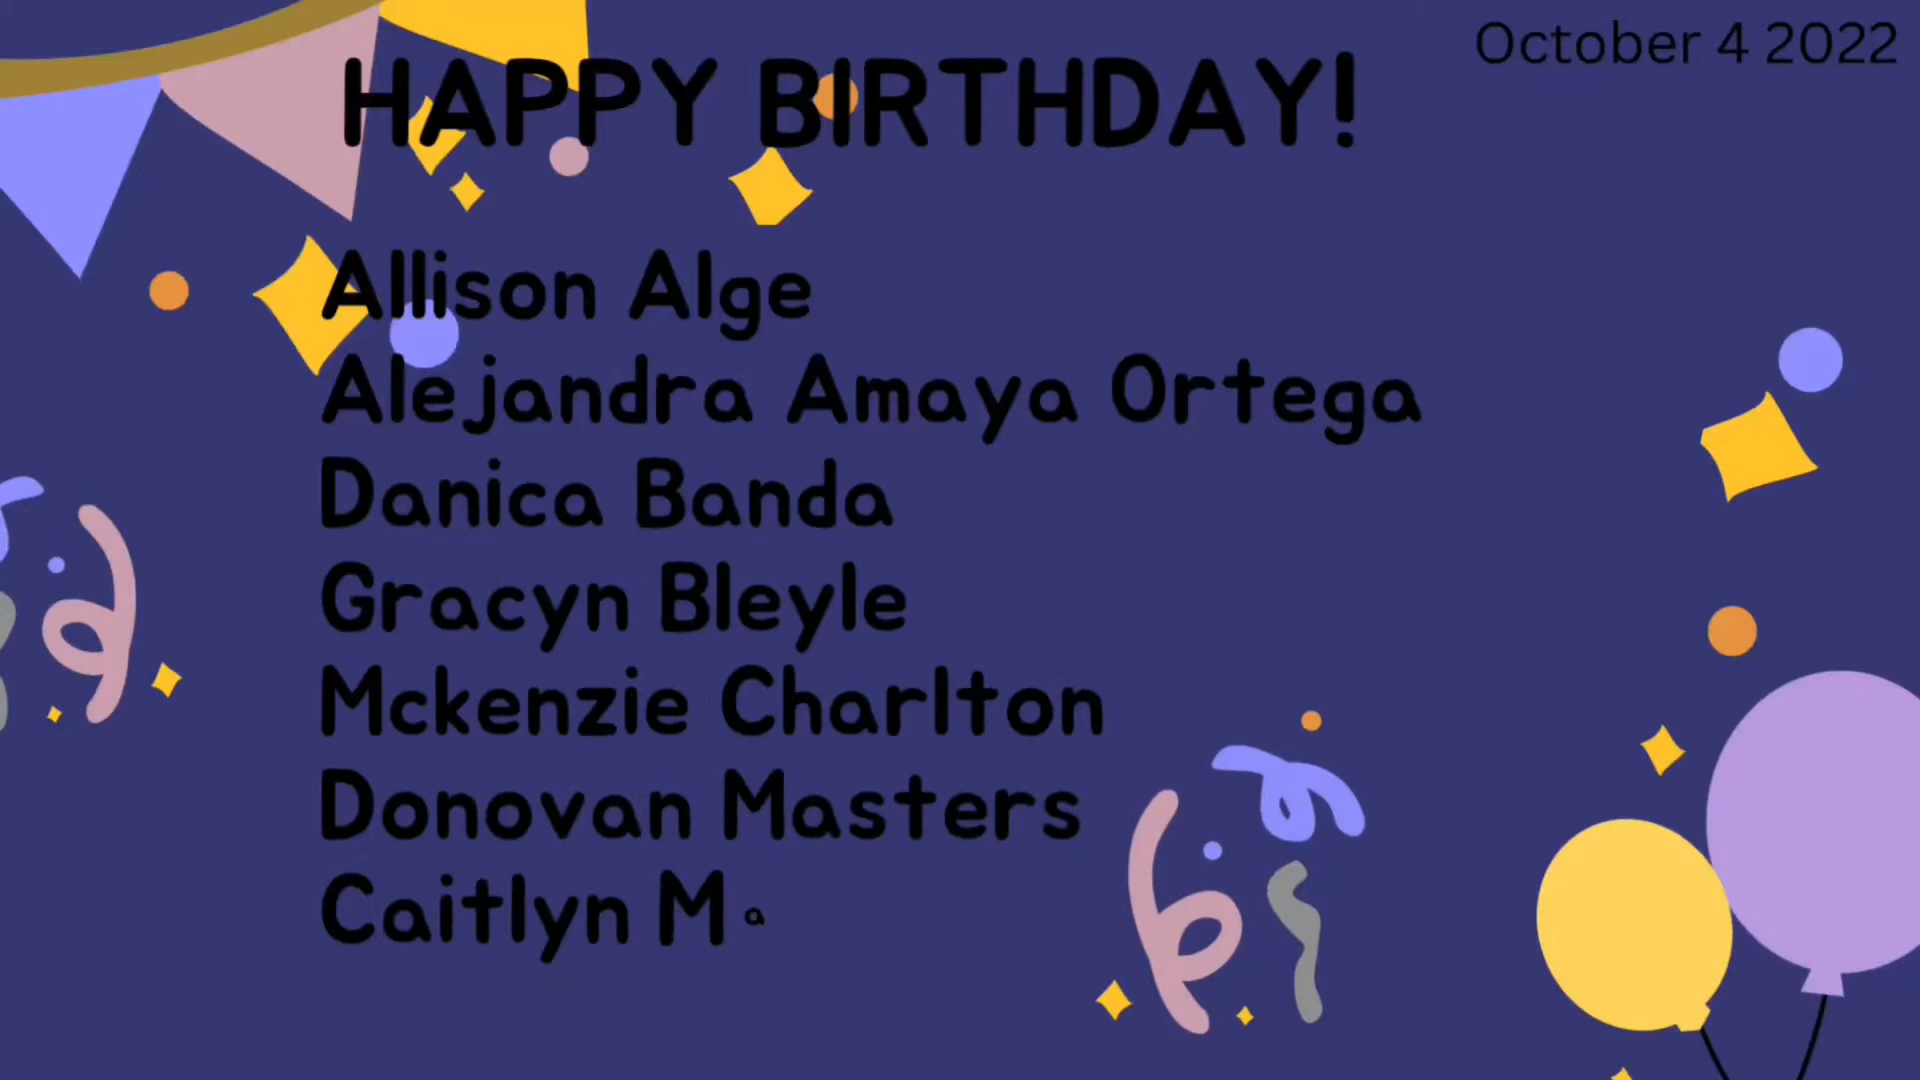 October 4 2022
HAPPY BIRTHDAY!
Allison Alge
Alejandra Amaya Ortega
Danica Banda
Gracyn Bleyle
Mckenzie Charlton
Donovan Masters
Caitlyn Ma